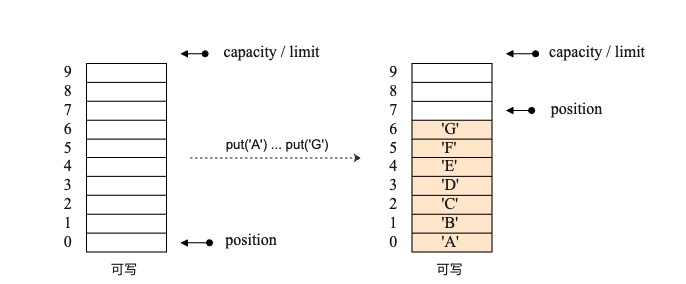 capacity / limit
9
8
7
6
5
4
3
2
1
0
position
可写
put('A') ... put('G')
capacity / limit
9
8
7
position
6 'G'
5 'F'
4 'E'
3 'D'
2 'C'
1 'B'
0 'A'
可写